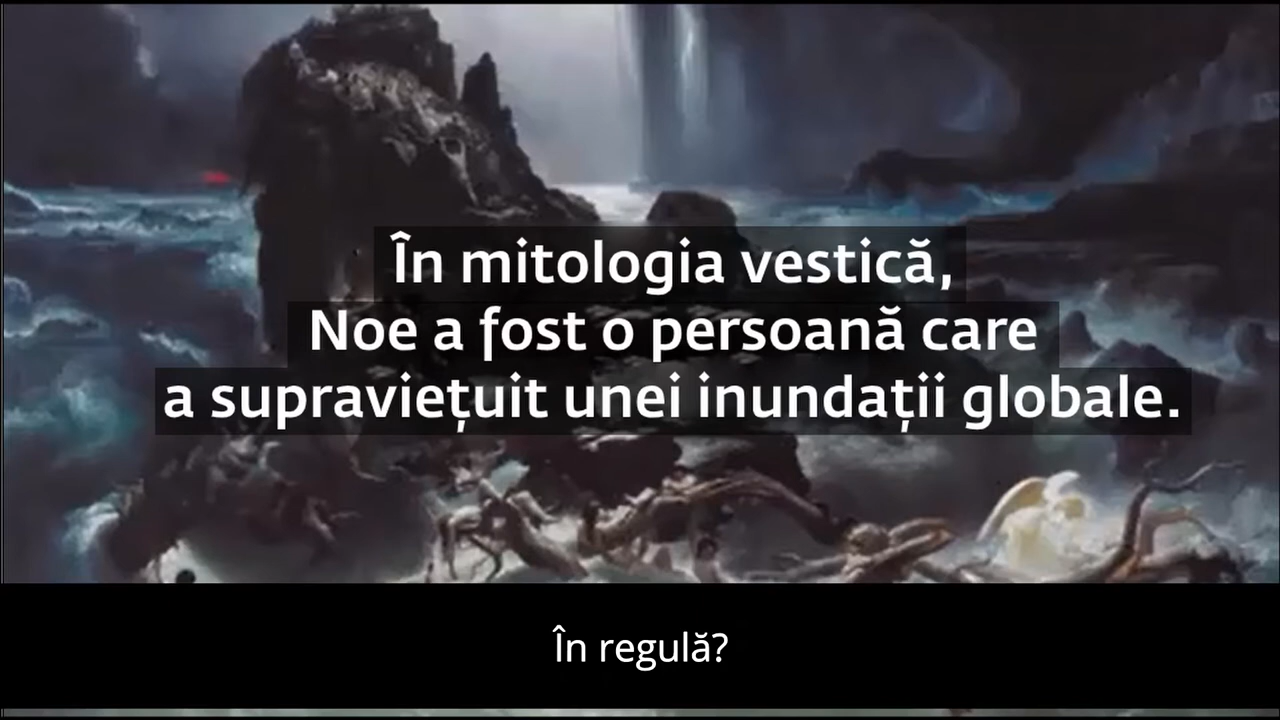 În mitologia vestică,
Noe a fost o persoană care
a supraviețuit unei inundații globale.
În regulă?